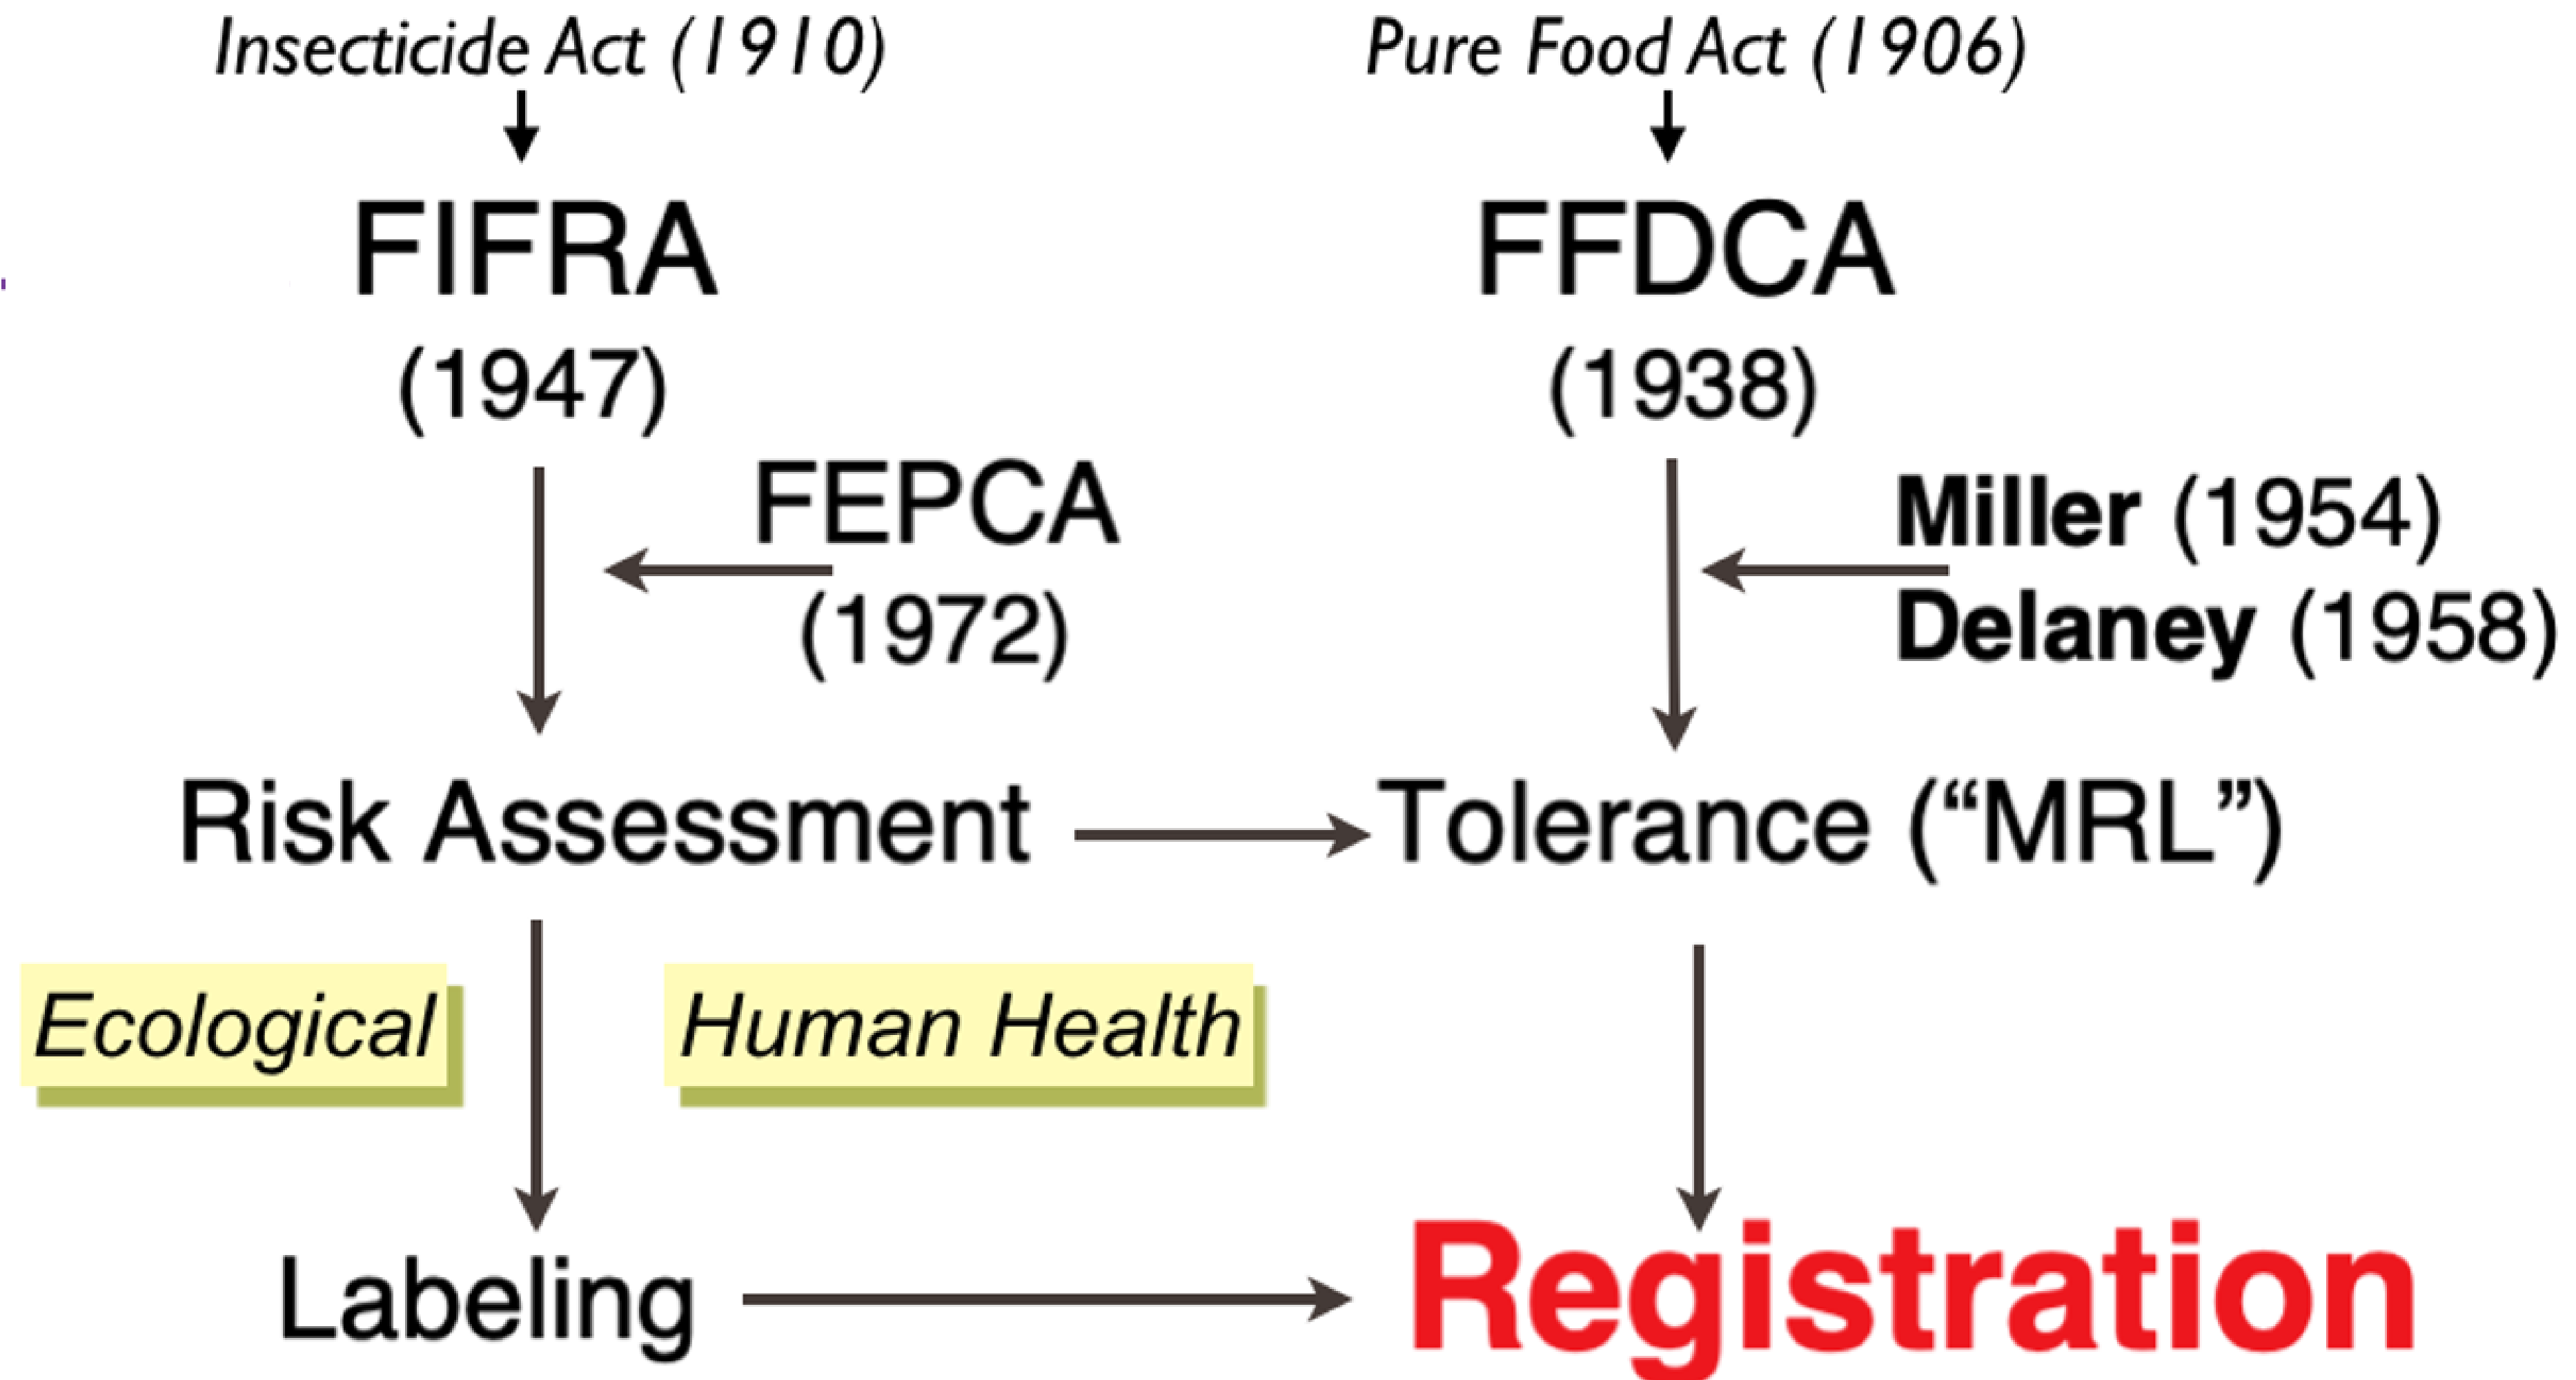 Insecticide Act (1910)
Pure Food Act (1906)
FIFRA
(1947)
FFDCA
(1938)
FEPCA
(1972)
Miller (1954)
Delaney (1958)
Risk Assessment
Tolerance (“MRL”)
Ecological
Human Health
Labeling
Registration